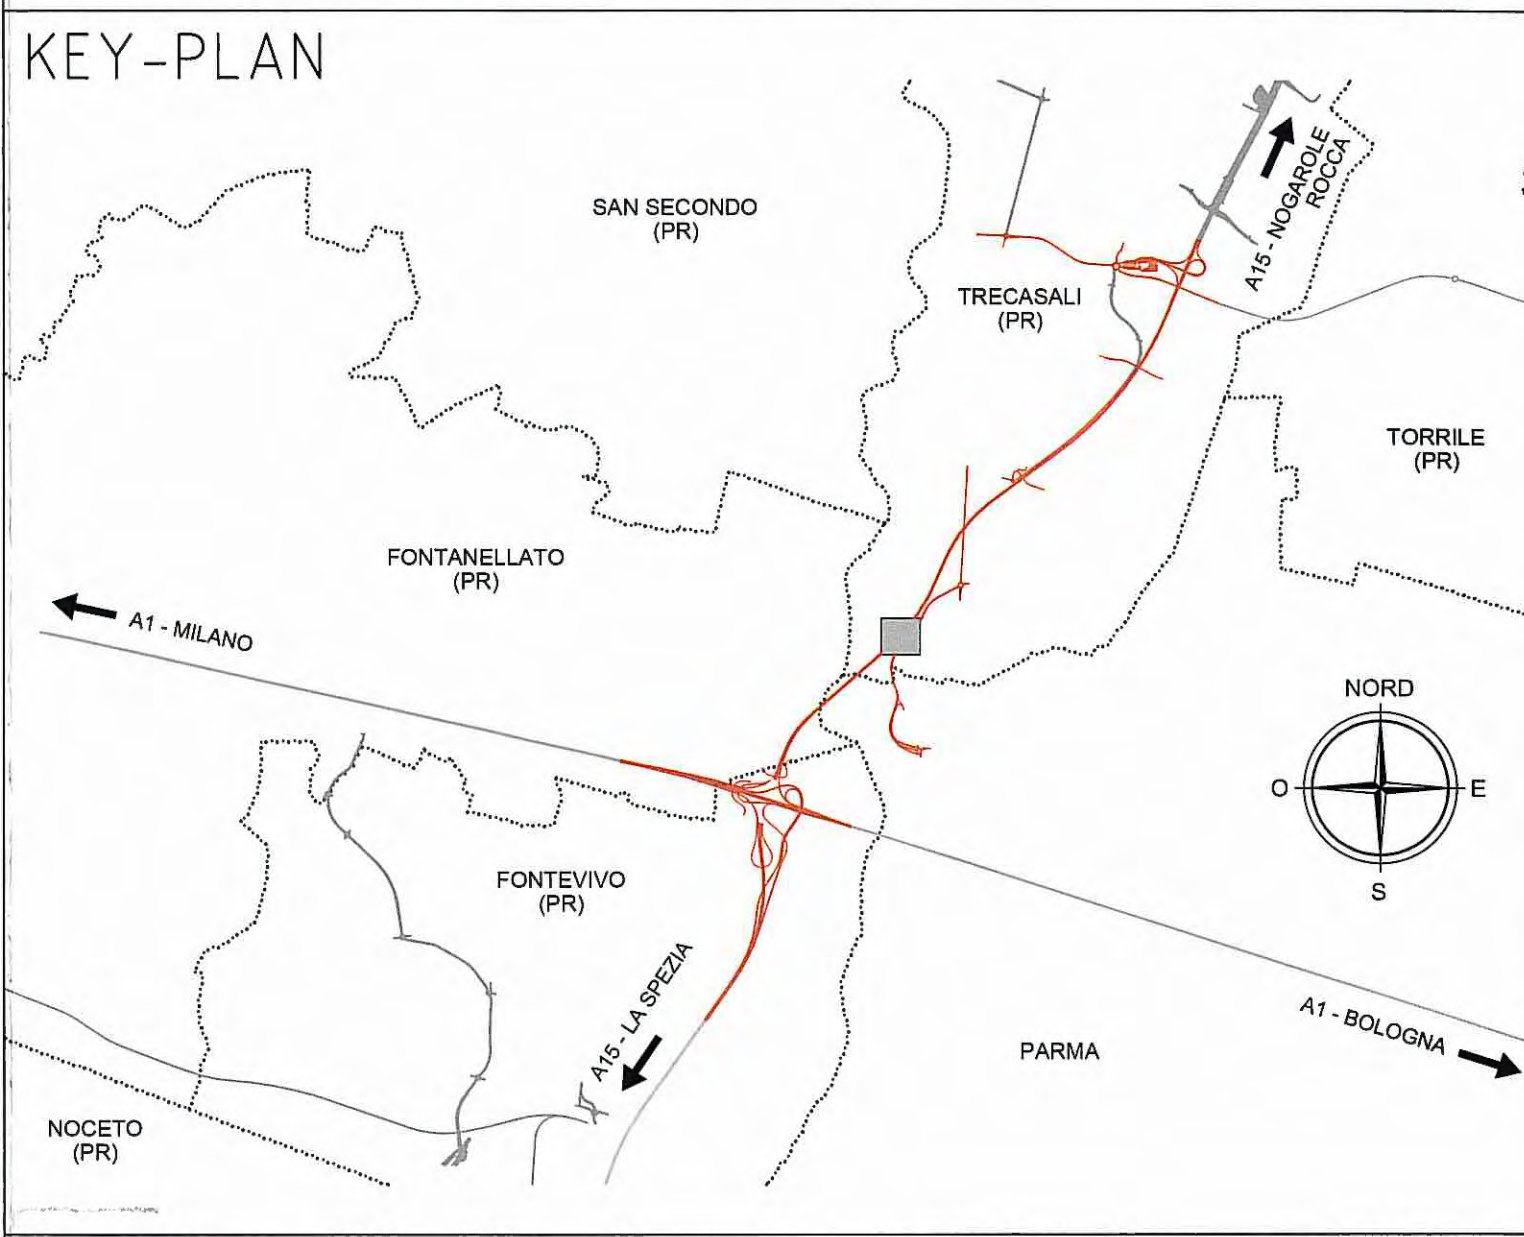 KEY-PLAN
SAN SECONDO
(PR)
A15 - NOGAROLE
ROCCA
TRECASALI
(PR)
TORRILE
(PR)
FONTANELLATO
(PR)
A1 - MILANO
NORD
O
E
S
FONTEVIVO
(PR)
A15 - LA SPEZIA
A1 - BOLOGNA
PARMA
NOCETO
(PR)